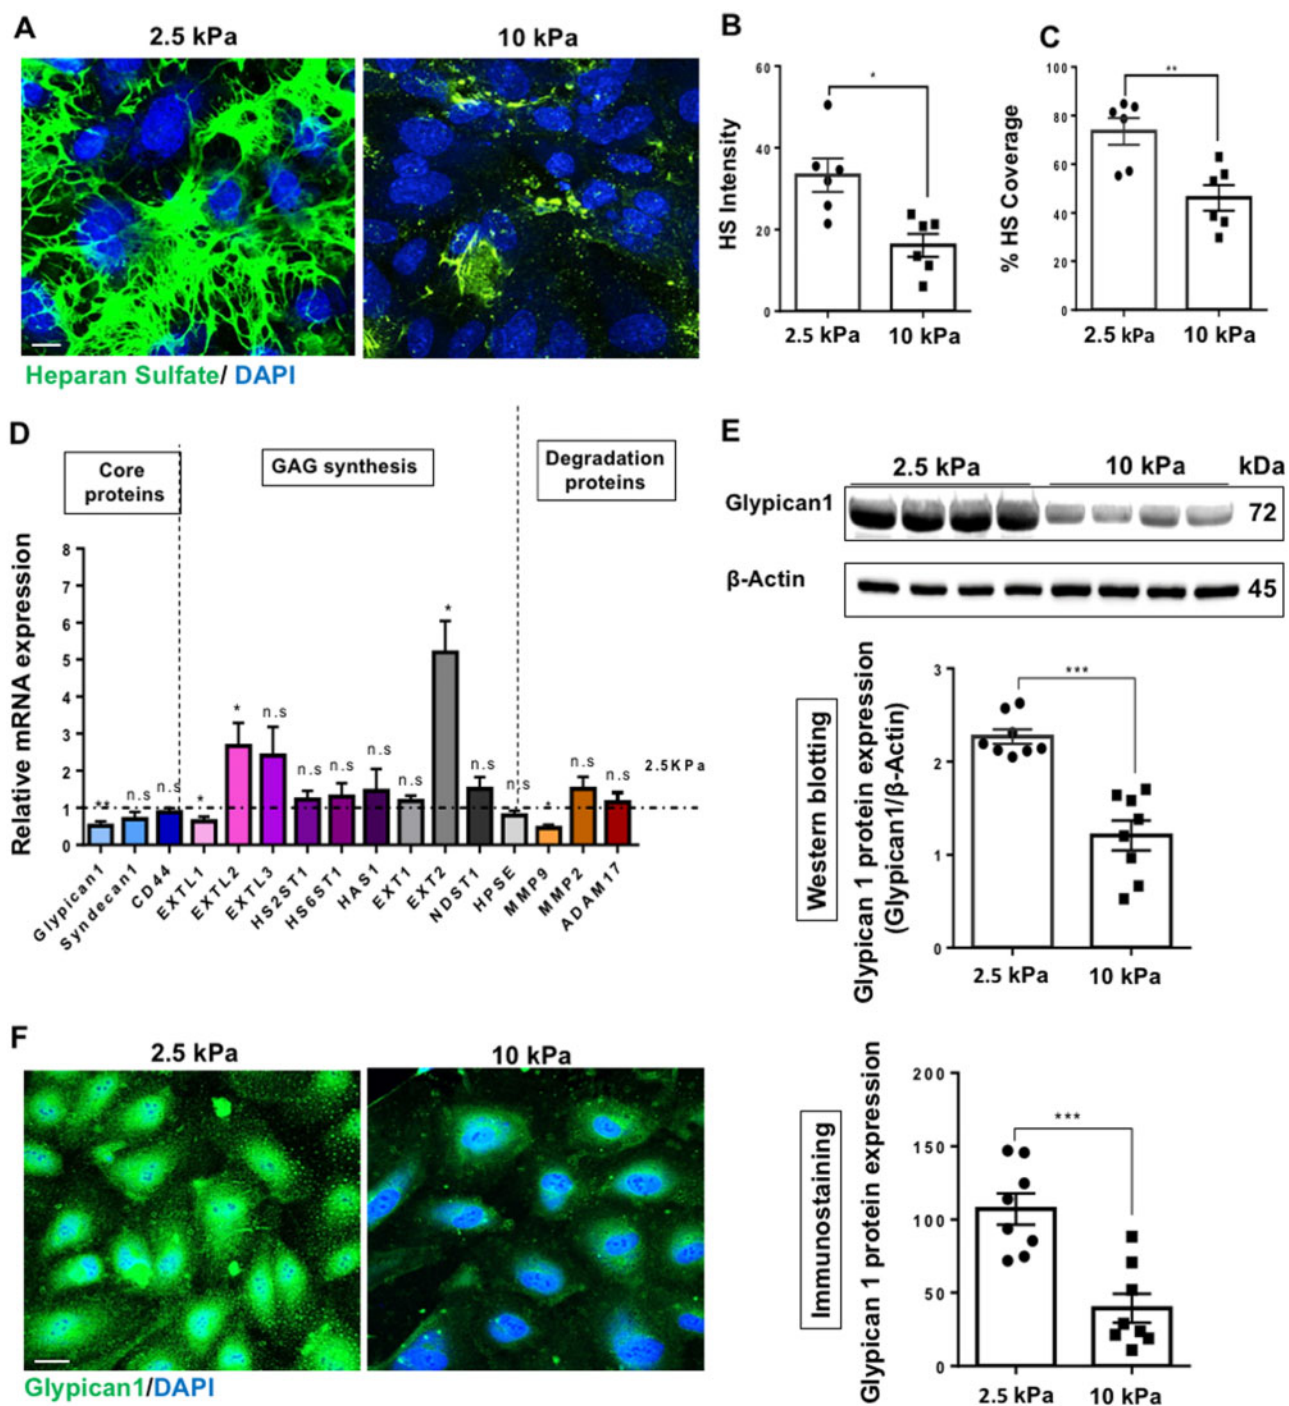 A
2.5 kPa
10 kPa
Heparan Sulfate/ DAPI
B
HS Intensity
60
40
20
0
*
2.5 kPa
10 kPa
C
% HS Coverage
100
80
60
40
20
0
**
2.5 kPa
10 kPa
D
Core
proteins
GAG synthesis
Degradation
proteins
Relative mRNA expression
8
7
6
5
4
3
2
1
0
**
n.s
n.s
*
*
n.s
n.s
n.s
n.s
*
n.s
n.s
*
n.s
2.5KPa
Glypican1
Syndecan1
CD44
EXTL1
EXTL2
EXTL3
HS2ST1
HS6ST1
HAS1
EXT1
EXT2
NDST1
HPSE
MMP9
MMP2
ADAM17
E
2.5 kPa
10 kPa
kDa
Glypican1
72
β-Actin
45
Western blotting
Glypican 1 protein expression
(Glypican1/β-Actin)
3
2
1
0
***
2.5 kPa
10 kPa
F
2.5 kPa
10 kPa
Glypican1/DAPI
Immunostaining
Glypican 1 protein expression
200
150
100
50
0
***
2.5 kPa
10 kPa